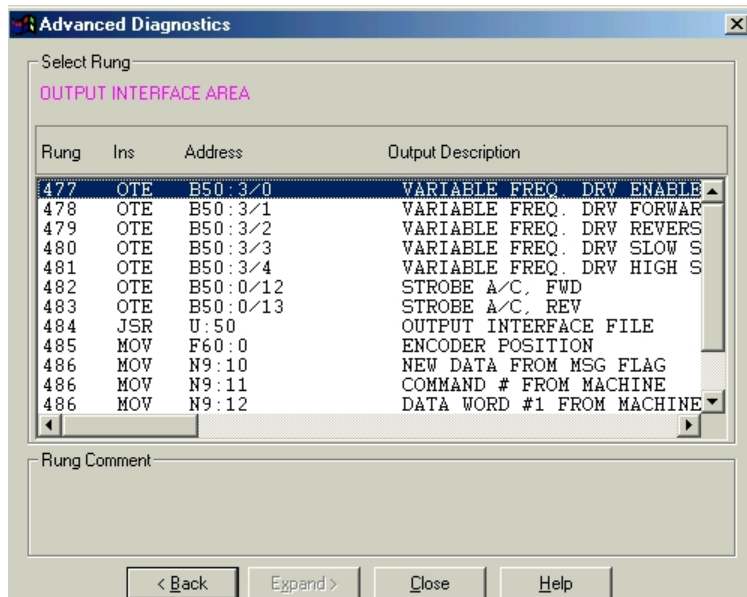 Advanced Diagnostics
Select Rung
OUTPUT INTERFACE AREA
Rung Ins Address Output Description
477 OTE B50:3/0 VARIABLE FREQ. DRV ENABLE
478 OTE B50:3/1 VARIABLE FREQ. DRV FORWAR
479 OTE B50:3/2 VARIABLE FREQ. DRV REVERS
480 OTE B50:3/3 VARIABLE FREQ. DRV SLOW S
481 OTE B50:3/4 VARIABLE FREQ. DRV HIGH S
482 OTE B50:0/12 STROBE A/C, FWD
483 OTE B50:0/13 STROBE A/C, REV
484 JSR U:50 OUTPUT INTERFACE FILE
485 MOV F60:0 ENCODER POSITION
486 MOV N9:10 NEW DATA FROM MSG FLAG
486 MOV N9:11 COMMAND # FROM MACHINE
486 MOV N9:12 DATA WORD #1 FROM MACHINE
Rung Comment
< Back Expand > Close Help